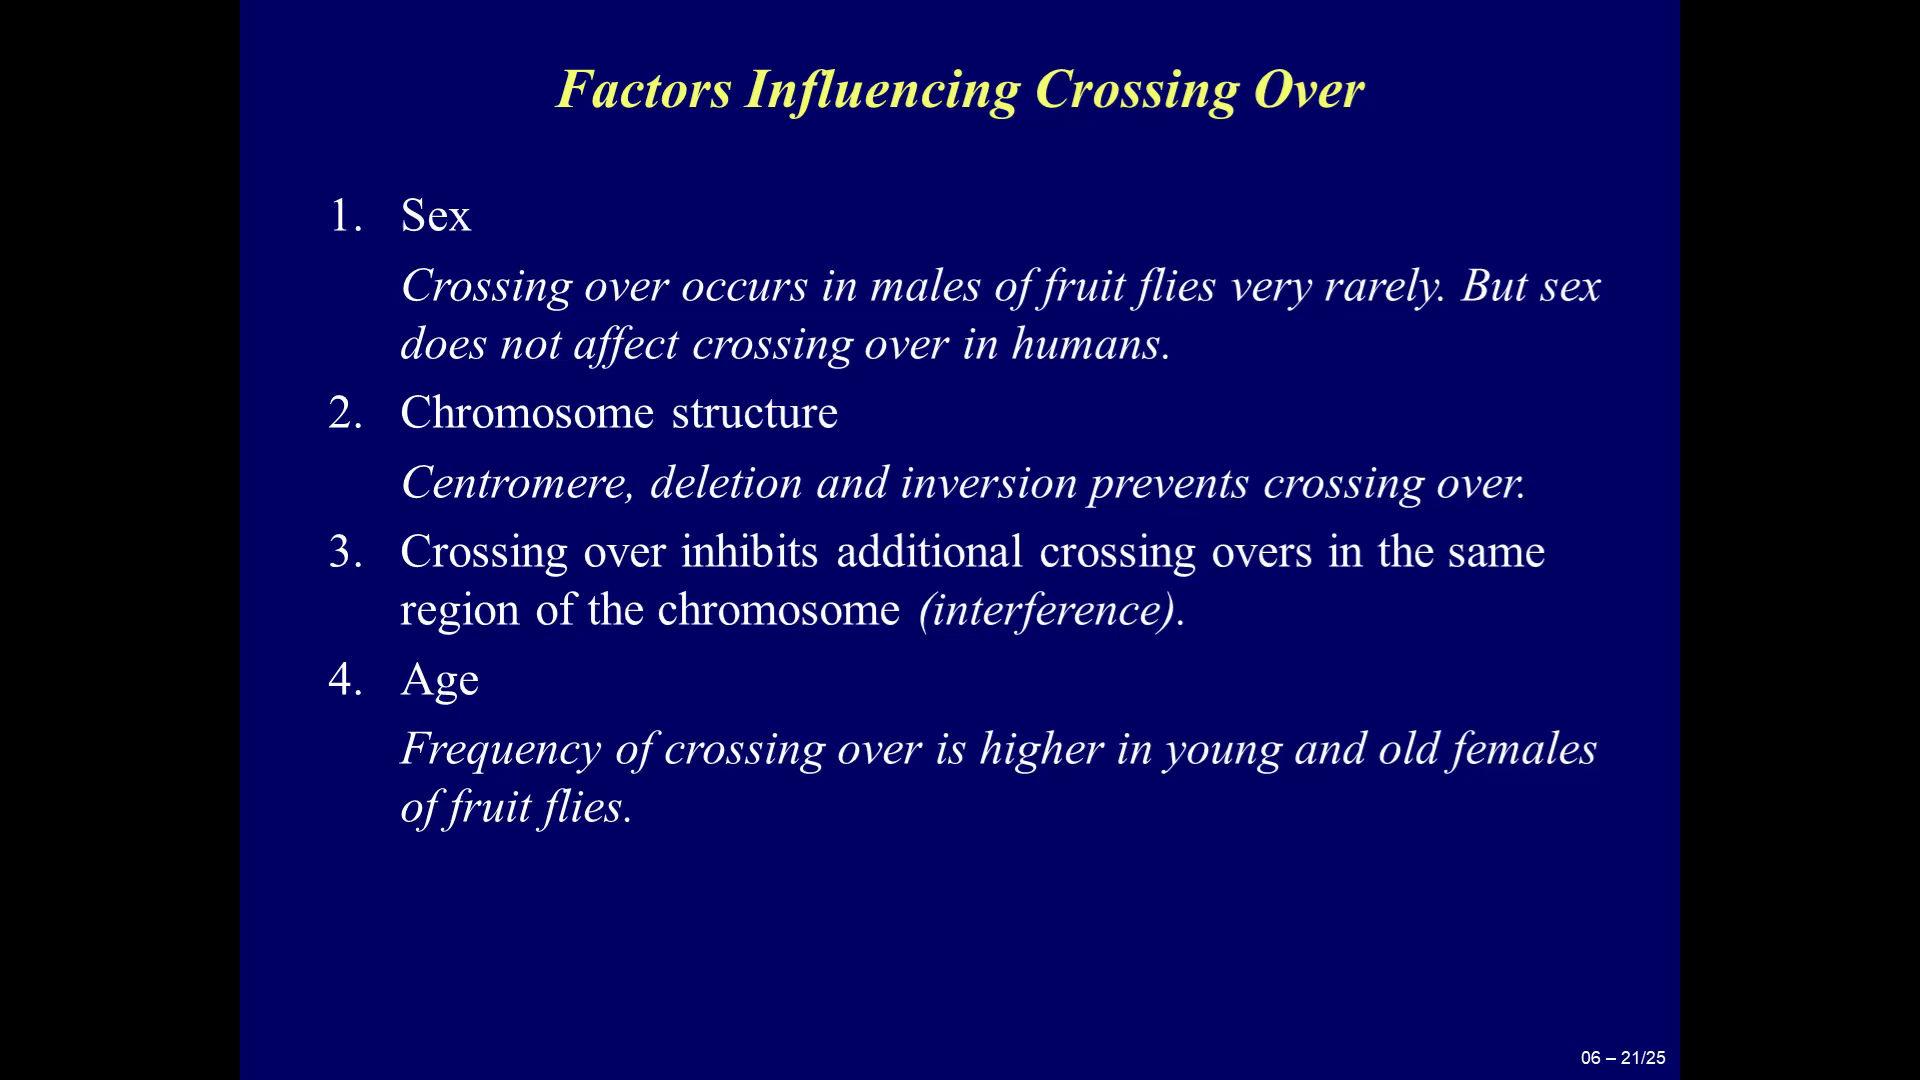 Factors Influencing Crossing Over
1. Sex
Crossing over occurs in males of fruit flies very rarely. But sex
does not affect crossing over in humans.
2. Chromosome structure
Centromere, deletion and inversion prevents crossing over.
3. Crossing over inhibits additional crossing overs in the same
region of the chromosome (interference).
4. Age
Frequency of crossing over is higher in young and old females
of fruit flies.
06 – 21/25